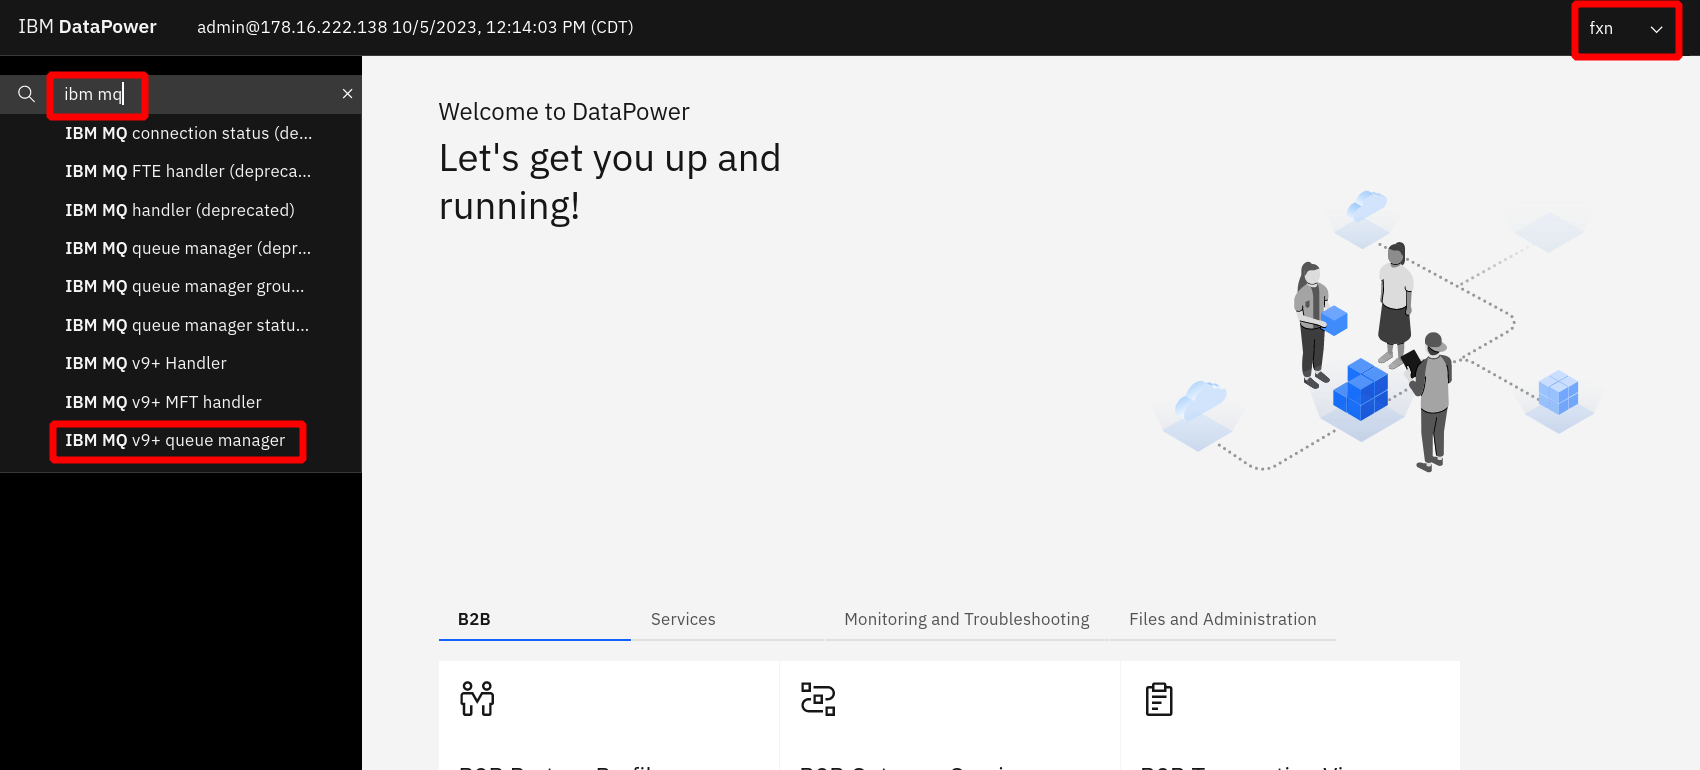 IBM DataPower
admin@178.16.222.138 10/5/2023, 12:14:03 PM (CDT)
fxn
ibm mq
IBM MQ connection status (de...
IBM MQ FTE handler (depreca...
IBM MQ handler (deprecated)
IBM MQ queue manager (depr...
IBM MQ queue manager grou...
IBM MQ queue manager statu...
IBM MQ v9+ Handler
IBM MQ v9+ MFT handler
IBM MQ v9+ queue manager
Welcome to DataPower
Let's get you up and
running!
B2B
Services
Monitoring and Troubleshooting
Files and Administration